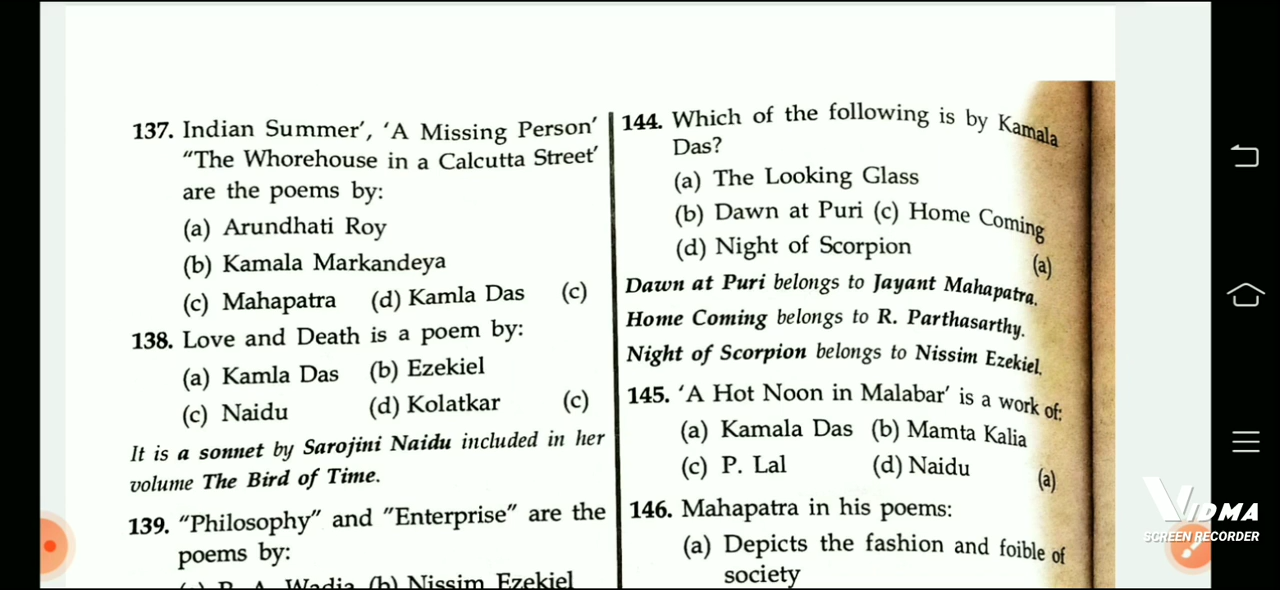 137. Indian Summer', 'A Missing Person'
"The Whorehouse in a Calcutta Street'
are the poems by:
(a) Arundhati Roy
(b) Kamala Markandeya
(c) Mahapatra (d) Kamla Das (c)
138. Love and Death is a poem by:
(a) Kamla Das (b) Ezekiel
(c) Naidu (d) Kolatkar (c)
It is a sonnet by Sarojini Naidu included in her
volume The Bird of Time.
139. "Philosophy" and "Enterprise" are the
poems by:
Wadia (b) Nissim Ezekiel
144. Which of the following is by Kamala
Das?
(a) The Looking Glass
(b) Dawn at Puri (c) Home Coming
(d) Night of Scorpion
(a)
Dawn at Puri belongs to Jayant Mahapatra.
Home Coming belongs to R. Parthasarthy.
Night of Scorpion belongs to Nissim Ezekiel.
145. 'A Hot Noon in Malabar' is a work of:
(a) Kamala Das (b) Mamta Kalia
(c) P. Lal (d) Naidu
(a)
146. Mahapatra in his poems:
(a) Depicts the fashion and foible of
society
VIDMA
SCREEN RECORDER